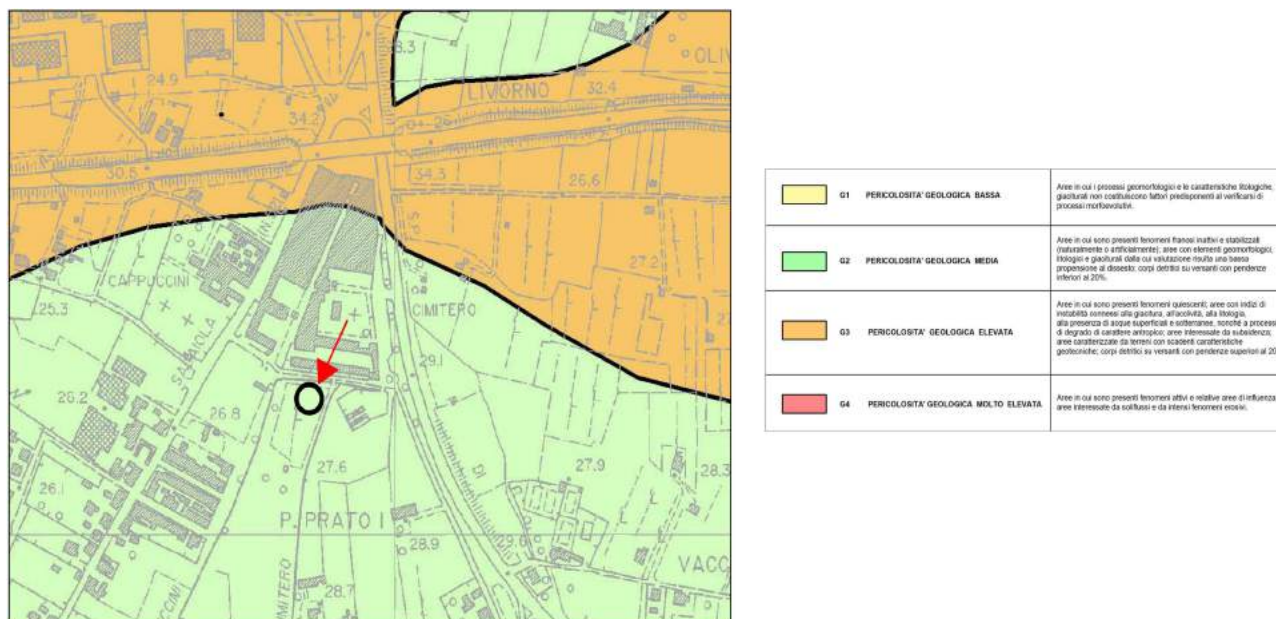 8.3
OLIV
24.9
LIVORNO
32.4
34.2
30.5
34.3
26.6
27.2
CAPPUCCINI
CIMITERO
25.3
29.1
26.2
26.8
27.6
DI
27.9
28.3
26.1
P. PRATO I
28.9
VACC
28.7
CIMITERO
G1 PERICOLOSITA' GEOLOGICA BASSA
Aree in cui i processi geomorfologici e le caratteristiche litologiche,
giaciturali non costituiscono fattori predisponenti al verificarsi di
processi morfoevolutivi.
G2 PERICOLOSITA' GEOLOGICA MEDIA
Aree in cui sono presenti fenomeni franosi inattivi e stabilizzati
(naturalmente o artificialmente); aree con elementi geomorfologici,
litologici e giaciturali dalla cui valutazione risulta una bassa
propensione al dissesto; corpi detritici su versanti con pendenze
inferiori al 20%.
G3 PERICOLOSITA' GEOLOGICA ELEVATA
Aree in cui sono presenti fenomeni quiescenti; aree con indizi di
instabilità connessi alla giacitura, all'acclività, alla litologia,
alla presenza di acque superficiali e sotterranee, nonché a process
di degrado di carattere antropico; aree interessate da subsidenza;
aree caratterizzate da terreni con scadenti caratteristiche
geotecniche; corpi detritici su versanti con pendenze superiori al 20
G4 PERICOLOSITA' GEOLOGICA MOLTO ELEVATA
Aree in cui sono presenti fenomeni attivi e relative aree di influenza
aree interessate da soliflussi e da intensi fenomeni erosivi.